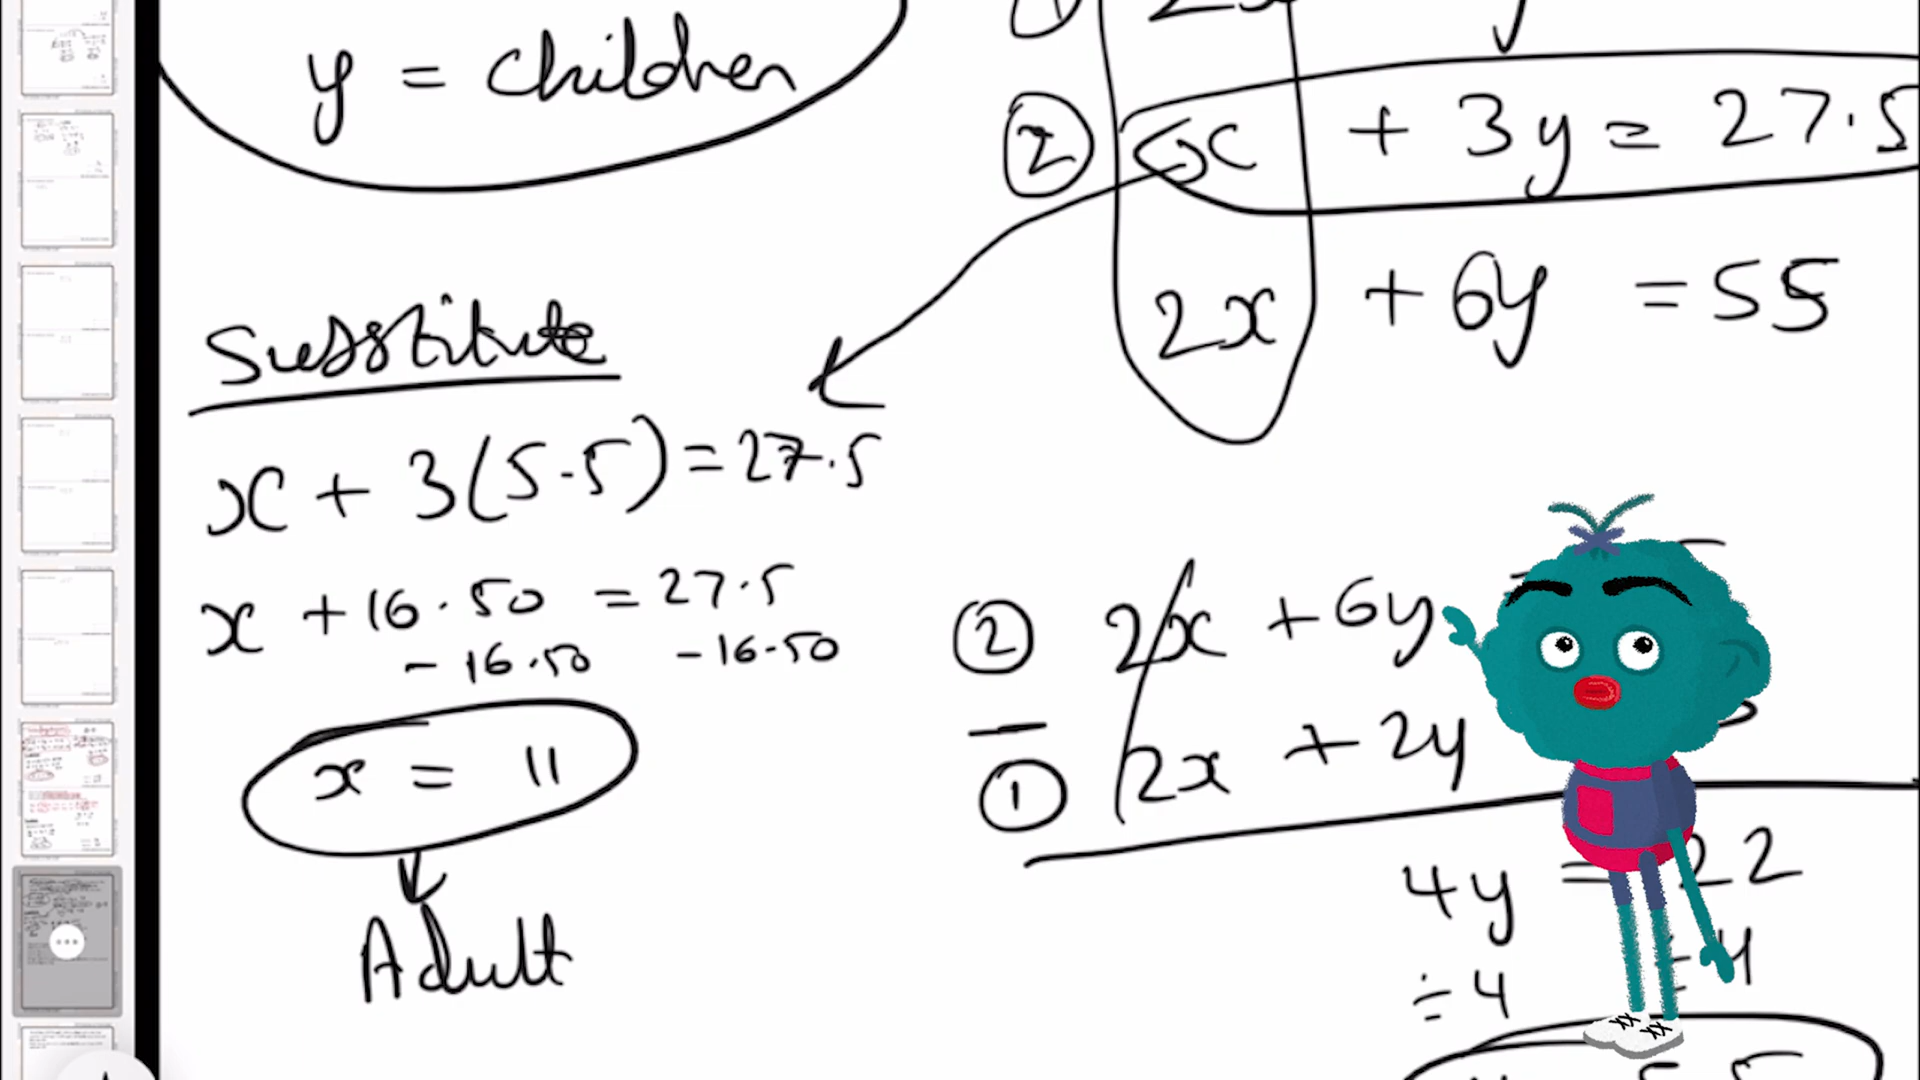 y = children
② x + 3y = 27.5
2x + 6y = 55
Substitute
x + 3(5.5) = 27.5
x + 16.50 = 27.5
- 16.50 - 16.50
x = 11
Adult
② 2x + 6y
− ① 2x + 2y
4y = 22
÷4 ÷4